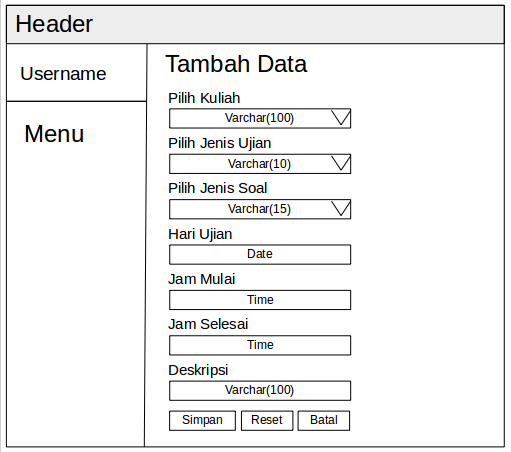 Header
Username
Menu
Tambah Data
Pilih Kuliah
Varchar(100)
Pilih Jenis Ujian
Varchar(10)
Pilih Jenis Soal
Varchar(15)
Hari Ujian
Date
Jam Mulai
Time
Jam Selesai
Time
Deskripsi
Varchar(100)
Simpan Reset Batal